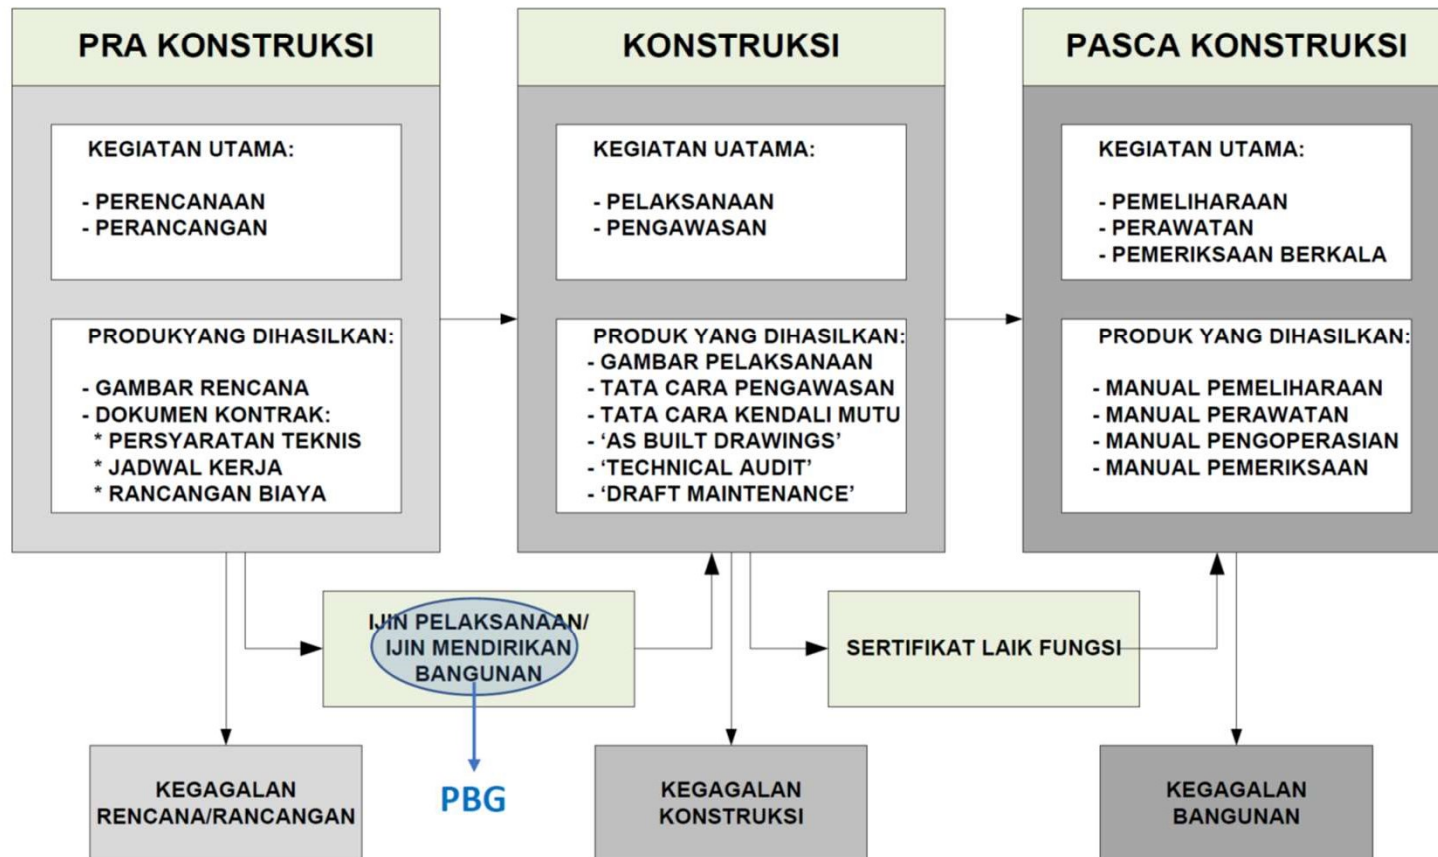 PRA KONSTRUKSI
KEGIATAN UTAMA:
- PERENCANAAN
- PERANCANGAN
PRODUKYANG DIHASILKAN:
- GAMBAR RENCANA
- DOKUMEN KONTRAK:
* PERSYARATAN TEKNIS
* JADWAL KERJA
* RANCANGAN BIAYA
KONSTRUKSI
KEGIATAN UATAMA:
- PELAKSANAAN
- PENGAWASAN
PRODUK YANG DIHASILKAN:
- GAMBAR PELAKSANAAN
- TATA CARA PENGAWASAN
- TATA CARA KENDALI MUTU
- ‘AS BUILT DRAWINGS’
- ‘TECHNICAL AUDIT’
- ‘DRAFT MAINTENANCE’
PASCA KONSTRUKSI
KEGIATAN UTAMA:
- PEMELIHARAAN
- PERAWATAN
- PEMERIKSAAN BERKALA
PRODUK YANG DIHASILKAN:
- MANUAL PEMELIHARAAN
- MANUAL PERAWATAN
- MANUAL PENGOPERASIAN
- MANUAL PEMERIKSAAN
IJIN PELAKSANAAN/
IJIN MENDIRIKAN
BANGUNAN
SERTIFIKAT LAIK FUNGSI
KEGAGALAN
RENCANA/RANCANGAN
PBG
KEGAGALAN
KONSTRUKSI
KEGAGALAN
BANGUNAN